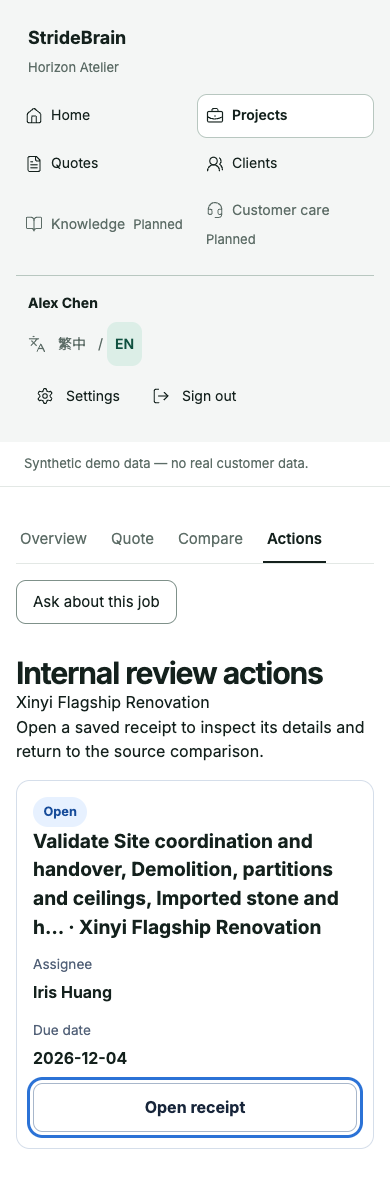 StrideBrain
Horizon Atelier
Home
Projects
Quotes
Clients
Knowledge Planned
Customer care
Planned
Alex Chen
繁中 / EN
Settings
Sign out
Synthetic demo data — no real customer data.
Overview Quote Compare Actions
Ask about this job
Internal review actions
Xinyi Flagship Renovation
Open a saved receipt to inspect its details and
return to the source comparison.
Open
Validate Site coordination and
handover, Demolition, partitions
and ceilings, Imported stone and
h... · Xinyi Flagship Renovation
Assignee
Iris Huang
Due date
2026-12-04
Open receipt